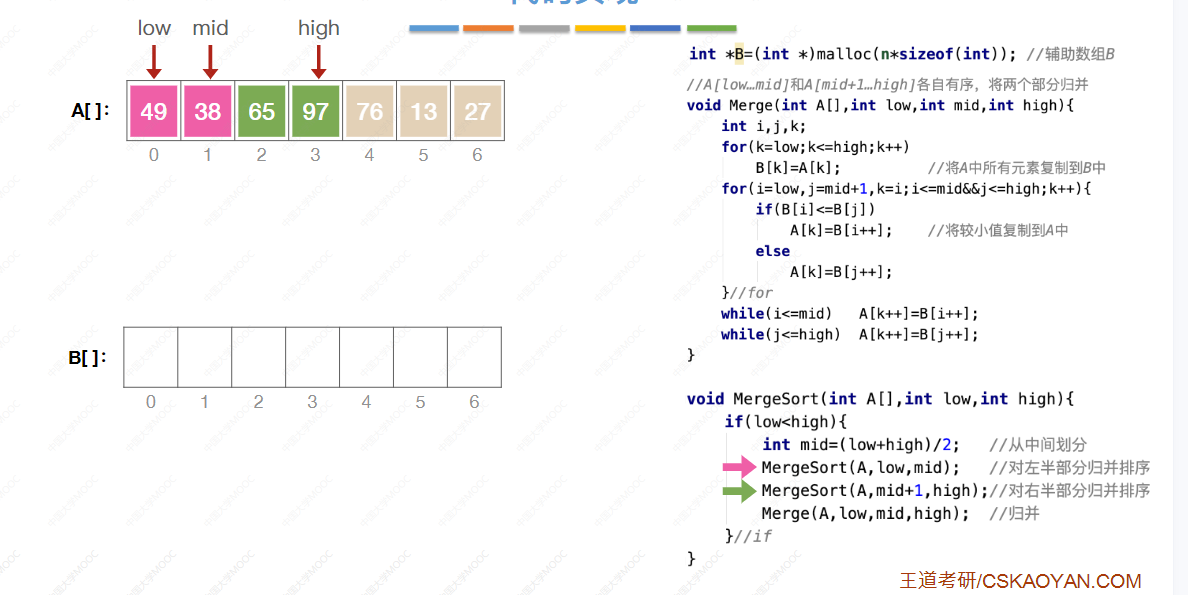 low mid high
A[ ]: 49 38 65 97 76 13 27
0 1 2 3 4 5 6
B[ ]:
0 1 2 3 4 5 6
int *B=(int *)malloc(n*sizeof(int)); //辅助数组B
//A[low…mid]和A[mid+1…high]各自有序，将两个部分归并
void Merge(int A[],int low,int mid,int high){
int i,j,k;
for(k=low;k<=high;k++)
B[k]=A[k]; //将A中所有元素复制到B中
for(i=low,j=mid+1,k=i;i<=mid&&j<=high;k++){
if(B[i]<=B[j])
A[k]=B[i++]; //将较小值复制到A中
else
A[k]=B[j++];
}//for
while(i<=mid) A[k++]=B[i++];
while(j<=high) A[k++]=B[j++];
}
void MergeSort(int A[],int low,int high){
if(low<high){
int mid=(low+high)/2; //从中间划分
MergeSort(A,low,mid); //对左半部分归并排序
MergeSort(A,mid+1,high);//对右半部分归并排序
Merge(A,low,mid,high); //归并
}//if
}
王道考研/CSKAOYAN.COM